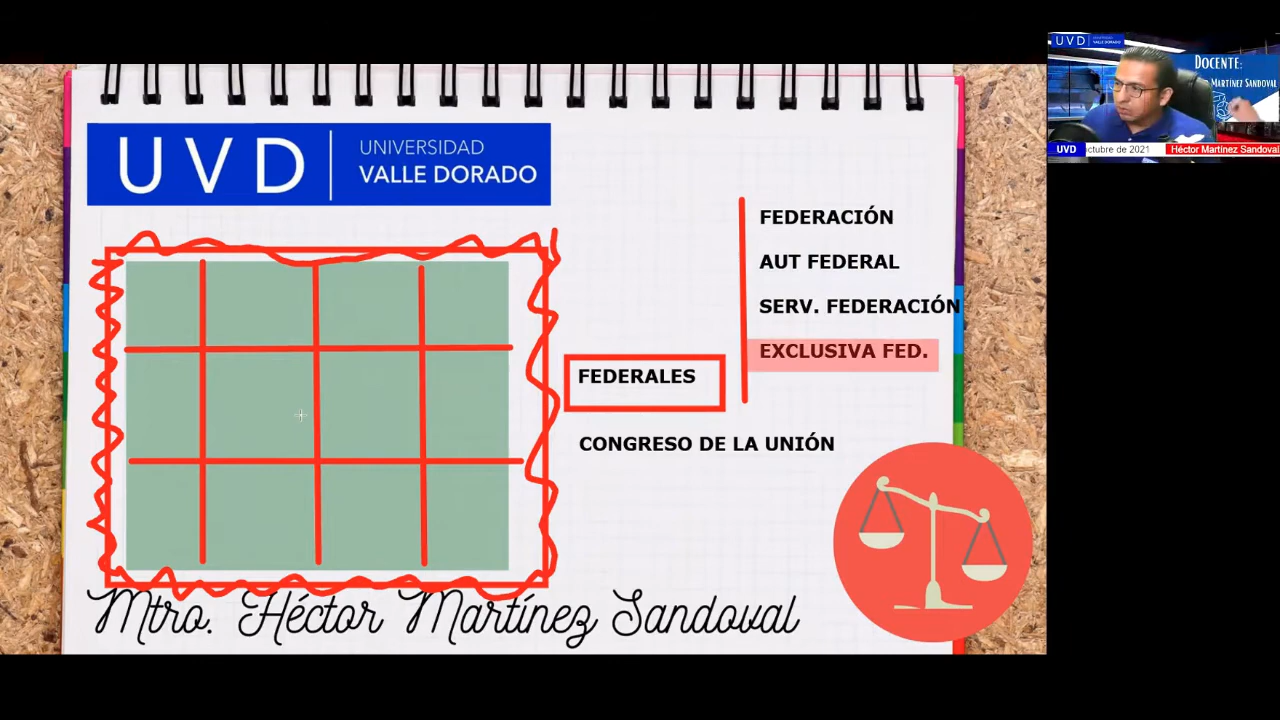 UVD
UNIVERSIDAD
VALLE DORADO
FEDERACIÓN
AUT FEDERAL
SERV. FEDERACIÓN
EXCLUSIVA FED.
FEDERALES
CONGRESO DE LA UNIÓN
Mtro. Héctor Martínez Sandoval
UVD
VALLE DORADO
DOCENTE:
MARTÍNEZ SANDOVAL
UVD
ctubre de 2021
Héctor Martínez Sandoval